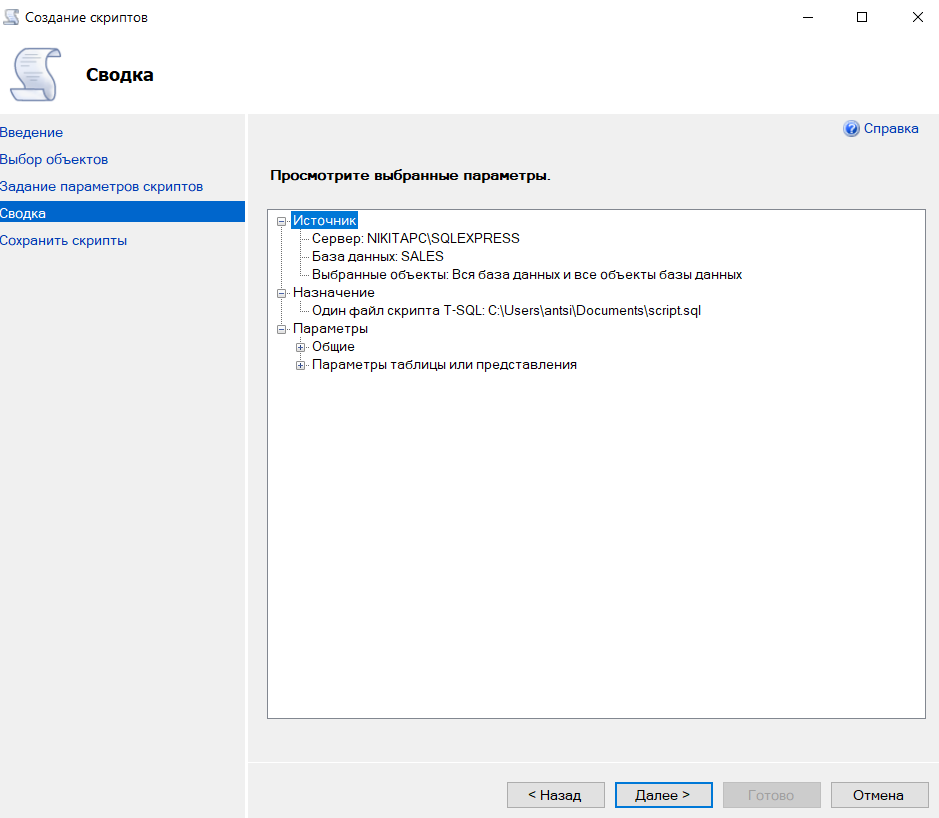 Создание скриптов
Сводка
Введение
Выбор объектов
Задание параметров скриптов
Сводка
Сохранить скрипты
Справка
Просмотрите выбранные параметры.
Источник
Сервер: NIKITAPC\SQLEXPRESS
База данных: SALES
Выбранные объекты: Вся база данных и все объекты базы данных
Назначение
Один файл скрипта T-SQL: C:\Users\antsi\Documents\script.sql
Параметры
Общие
Параметры таблицы или представления
< Назад
Далее >
Готово
Отмена